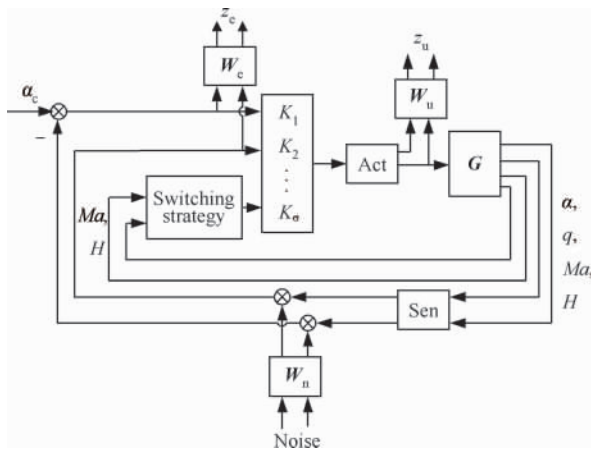 z_e
z_u
W_e
W_u
α_c
−
K_1
K_2
⋮
K_σ
Act
G
Switching
strategy
Ma,
H
α,
q,
Ma,
H
Sen
W_n
Noise